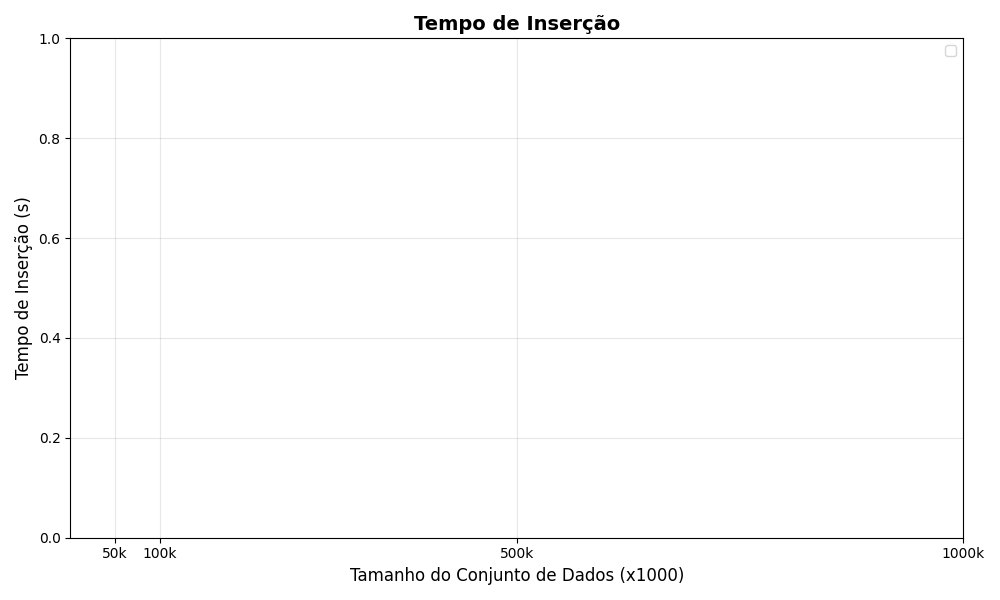 Tempo de Inserção
1.0
0.8
0.6
0.4
0.2
0.0
Tempo de Inserção (s)
50k 100k 500k 1000k
Tamanho do Conjunto de Dados (x1000)